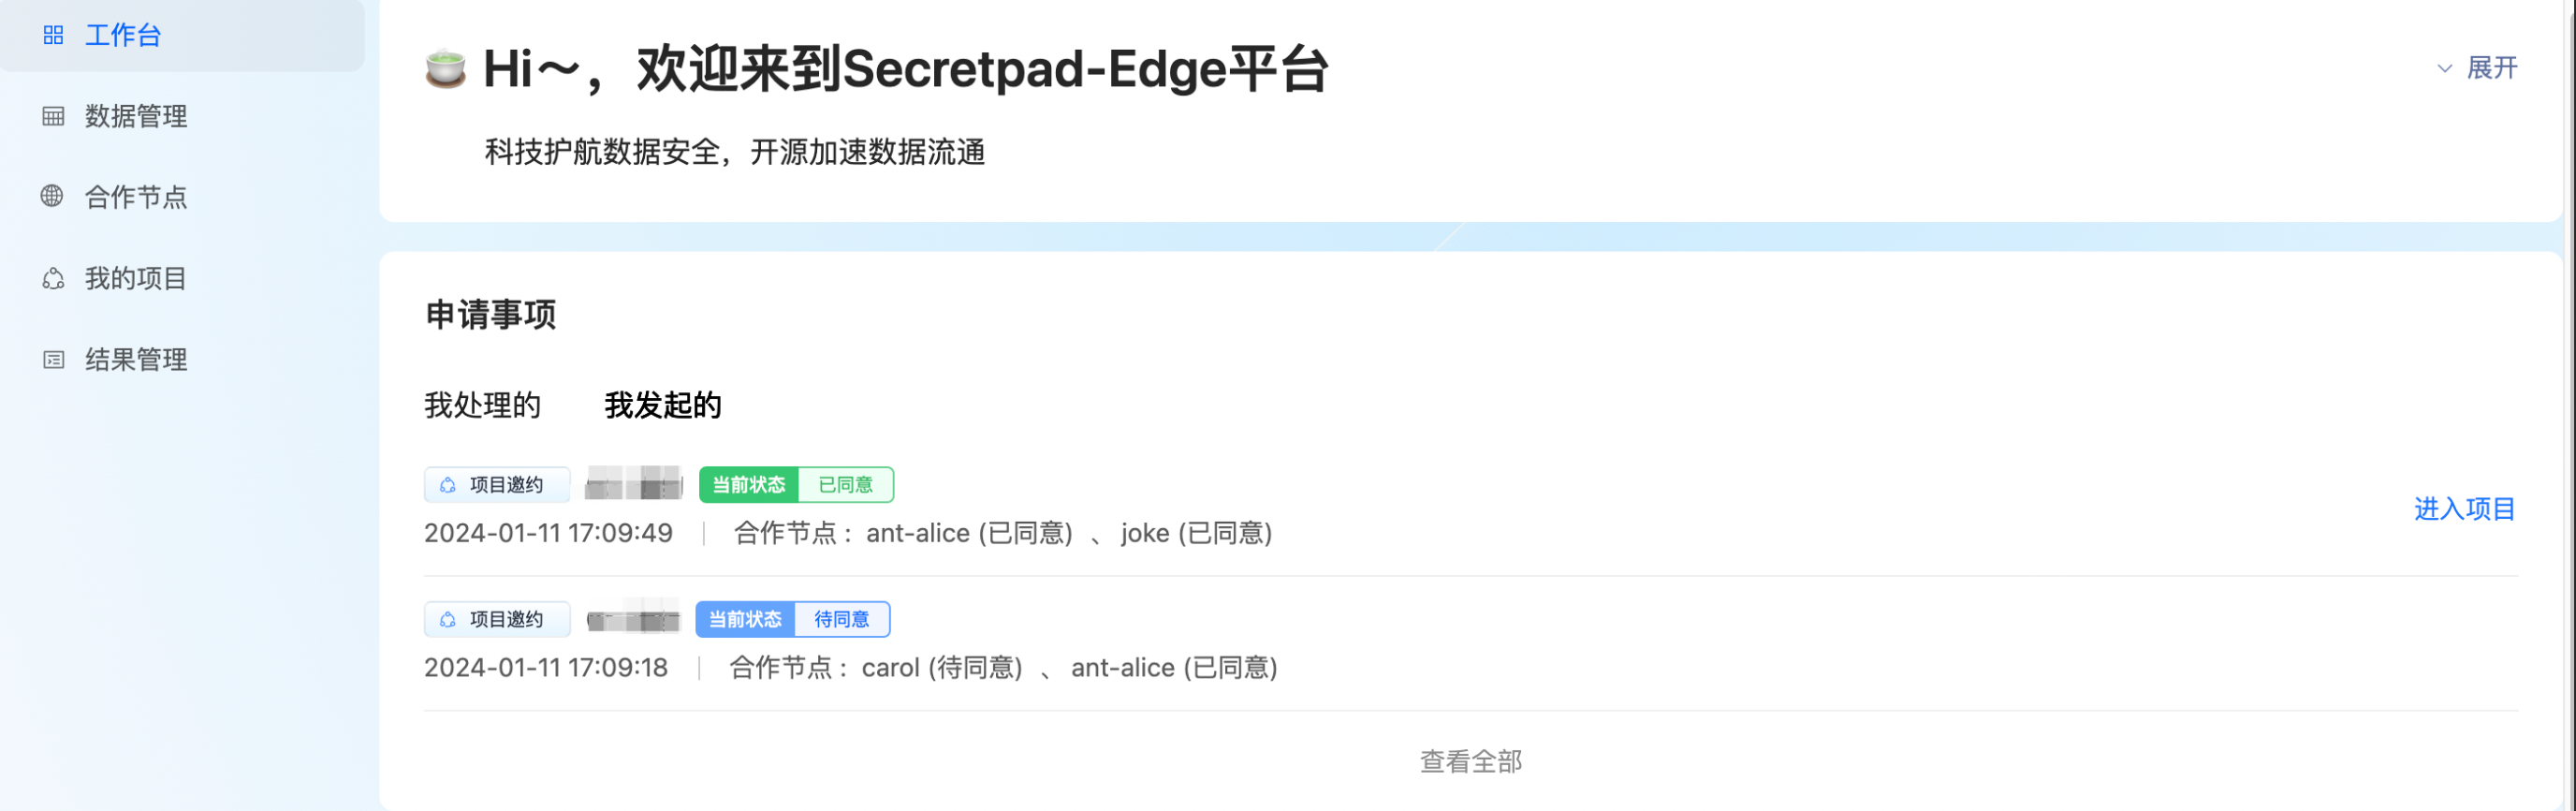 工作台
数据管理
合作节点
我的项目
结果管理
Hi～，欢迎来到Secretpad-Edge平台
展开
科技护航数据安全，开源加速数据流通
申请事项
我处理的 我发起的
项目邀约 当前状态 已同意
2024-01-11 17:09:49 | 合作节点： ant-alice (已同意) 、 joke (已同意)
进入项目
项目邀约 当前状态 待同意
2024-01-11 17:09:18 | 合作节点： carol (待同意) 、 ant-alice (已同意)
查看全部